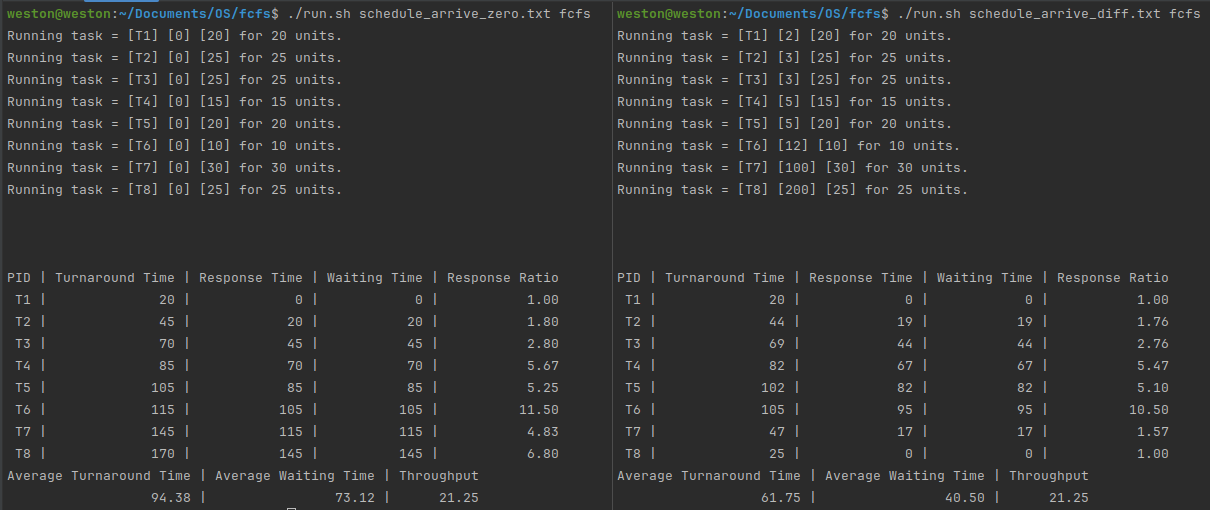 weston@weston:~/Documents/OS/fcfs$ ./run.sh schedule_arrive_zero.txt fcfs
Running task = [T1] [0] [20] for 20 units.
Running task = [T2] [0] [25] for 25 units.
Running task = [T3] [0] [25] for 25 units.
Running task = [T4] [0] [15] for 15 units.
Running task = [T5] [0] [20] for 20 units.
Running task = [T6] [0] [10] for 10 units.
Running task = [T7] [0] [30] for 30 units.
Running task = [T8] [0] [25] for 25 units.
PID | Turnaround Time | Response Time | Waiting Time | Response Ratio
T1 | 20 | 0 | 0 | 1.00
T2 | 45 | 20 | 20 | 1.80
T3 | 70 | 45 | 45 | 2.80
T4 | 85 | 70 | 70 | 5.67
T5 | 105 | 85 | 85 | 5.25
T6 | 115 | 105 | 105 | 11.50
T7 | 145 | 115 | 115 | 4.83
T8 | 170 | 145 | 145 | 6.80
Average Turnaround Time | Average Waiting Time | Throughput
94.38 | 73.12 | 21.25
weston@weston:~/Documents/OS/fcfs$ ./run.sh schedule_arrive_diff.txt fcfs
Running task = [T1] [2] [20] for 20 units.
Running task = [T2] [3] [25] for 25 units.
Running task = [T3] [3] [25] for 25 units.
Running task = [T4] [5] [15] for 15 units.
Running task = [T5] [5] [20] for 20 units.
Running task = [T6] [12] [10] for 10 units.
Running task = [T7] [100] [30] for 30 units.
Running task = [T8] [200] [25] for 25 units.
PID | Turnaround Time | Response Time | Waiting Time | Response Ratio
T1 | 20 | 0 | 0 | 1.00
T2 | 44 | 19 | 19 | 1.76
T3 | 69 | 44 | 44 | 2.76
T4 | 82 | 67 | 67 | 5.47
T5 | 102 | 82 | 82 | 5.10
T6 | 105 | 95 | 95 | 10.50
T7 | 47 | 17 | 17 | 1.57
T8 | 25 | 0 | 0 | 1.00
Average Turnaround Time | Average Waiting Time | Throughput
61.75 | 40.50 | 21.25